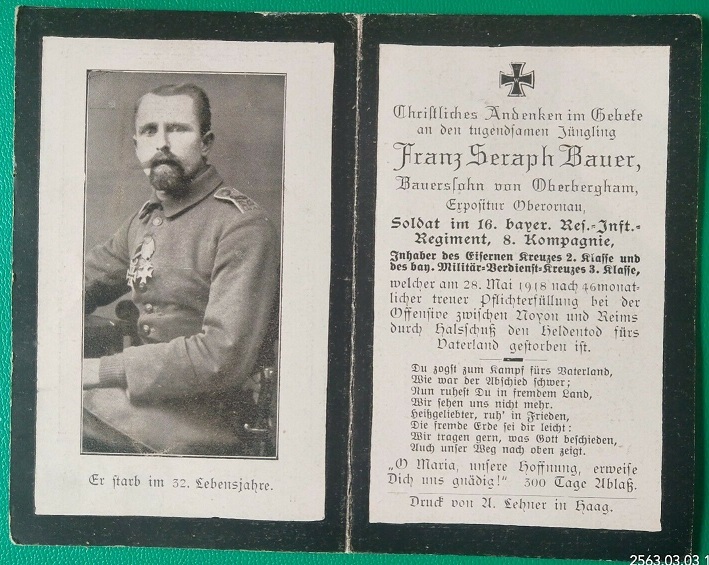 Er starb im 32. Lebensjahre.
Christliches Andenken im Gebete
an den tugendsamen Jüngling
Franz Seraph Bauer,
Bauerssohn von Oberbergham,
Expositur Oberornau,
Soldat im 16. bayer. Res.-Inft.-
Regiment, 8. Kompagnie,
Inhaber des Eisernen Kreuzes 2. Klasse und
des bay. Militär-Verdienst-Kreuzes 3. Klasse,
welcher am 28. Mai 1918 nach 46monat-
licher treuer Pflichterfüllung bei der
Offensive zwischen Noyon und Reims
durch Halsschuß den Heldentod fürs
Vaterland gestorben ist.
Du zogst zum Kampf fürs Vaterland,
Wie war der Abschied schwer;
Nun ruhest Du in fremdem Land,
Wir sehen uns nicht mehr.
Heißgeliebter, ruh' in Frieden,
Die fremde Erde sei dir leicht:
Wir tragen gern, was Gott beschieden,
Auch unser Weg nach oben zeigt.
„O Maria, unsere Hoffnung, erweise
Dich uns gnädig!" 300 Tage Ablaß.
Druck von A. Lehner in Haag.
2563.03.03 1